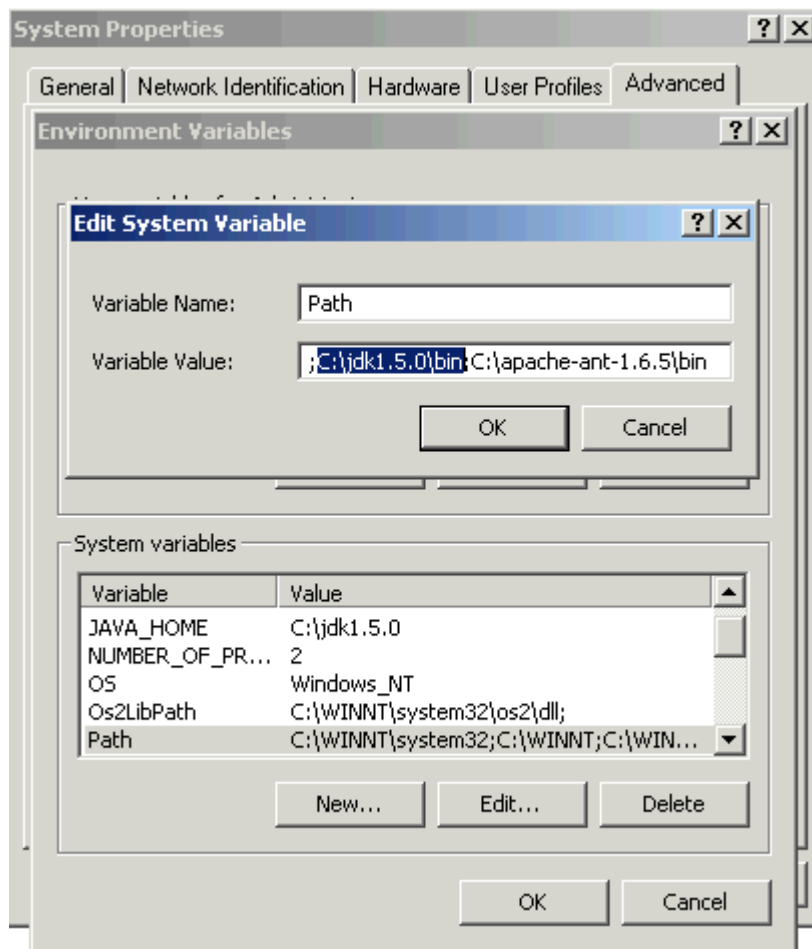 System Properties
General Network Identification Hardware User Profiles Advanced
Environment Variables
Edit System Variable
Variable Name: Path
Variable Value: ;C:\jdk1.5.0\bin;C:\apache-ant-1.6.5\bin
OK Cancel
System variables
Variable Value
JAVA_HOME C:\jdk1.5.0
NUMBER_OF_PR... 2
OS Windows_NT
Os2LibPath C:\WINNT\system32\os2\dll;
Path C:\WINNT\system32;C:\WINNT;C:\WIN...
New... Edit... Delete
OK Cancel